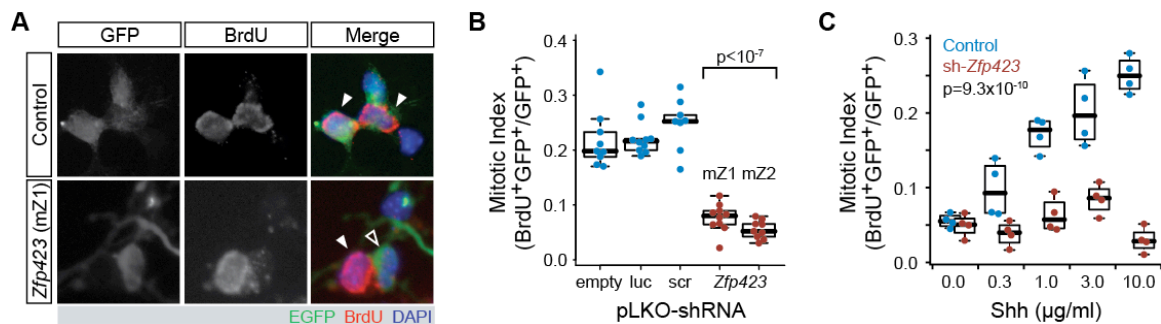 A
GFP
BrdU
Merge
Control
Zfp423 (mZ1)
EGFP BrdU DAPI
B
Mitotic Index
(BrdU⁺GFP⁺/GFP⁺)
0.4
0.3
0.2
0.1
0.0
p<10⁻⁷
mZ1 mZ2
empty luc scr Zfp423
pLKO-shRNA
C
Mitotic Index
(BrdU⁺GFP⁺/GFP⁺)
0.3
0.2
0.1
0.0
Control
sh-Zfp423
p=9.3x10⁻¹⁰
0.0 0.3 1.0 3.0 10.0
Shh (µg/ml)